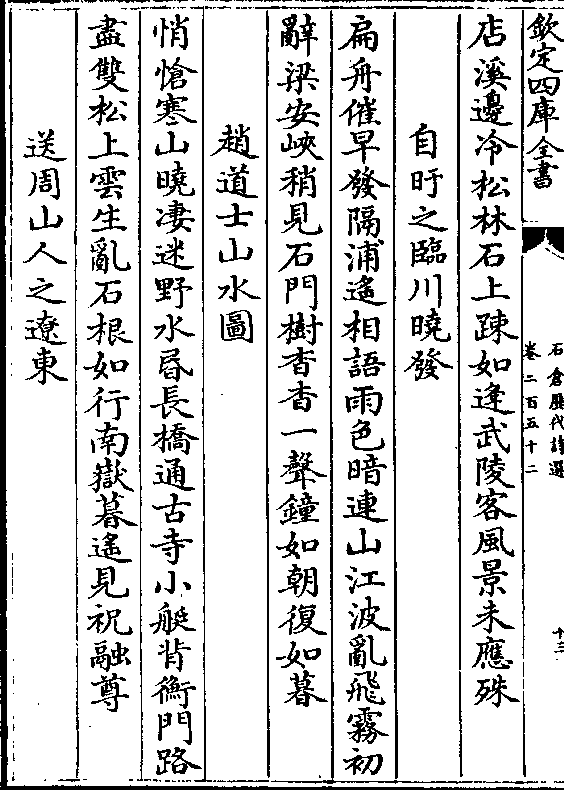 欽定四庫全書
石倉歷代詩選
卷二百五十二
十三
店溪邊冷松林石上踈如逢武陵客風景未應殊
自盱之臨川曉發
扁舟催早發隔浦遙相語雨色暗連山江波亂飛霧初
辭梁安峽稍見石門樹杳杳一聲鐘如朝復如暮
趙道士山水圖
悄愴寒山曉淒迷野水昬長橋通古寺小艇背衡門路
盡雙松上雲生亂石根如行南嶽暮遙見祝融尊
送周山人之遼東